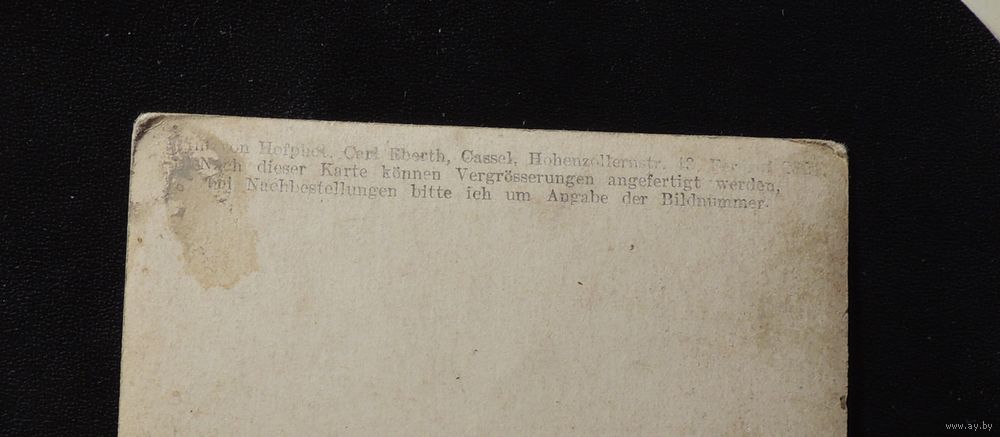 von Hofphot. Carl Eberth, Cassel, Hohenzollernstr.
Nach dieser Karte können Vergrösserungen angefertigt werden,
bei Nachbestellungen bitte ich um Angabe der Bildnummer.
www.ay.by